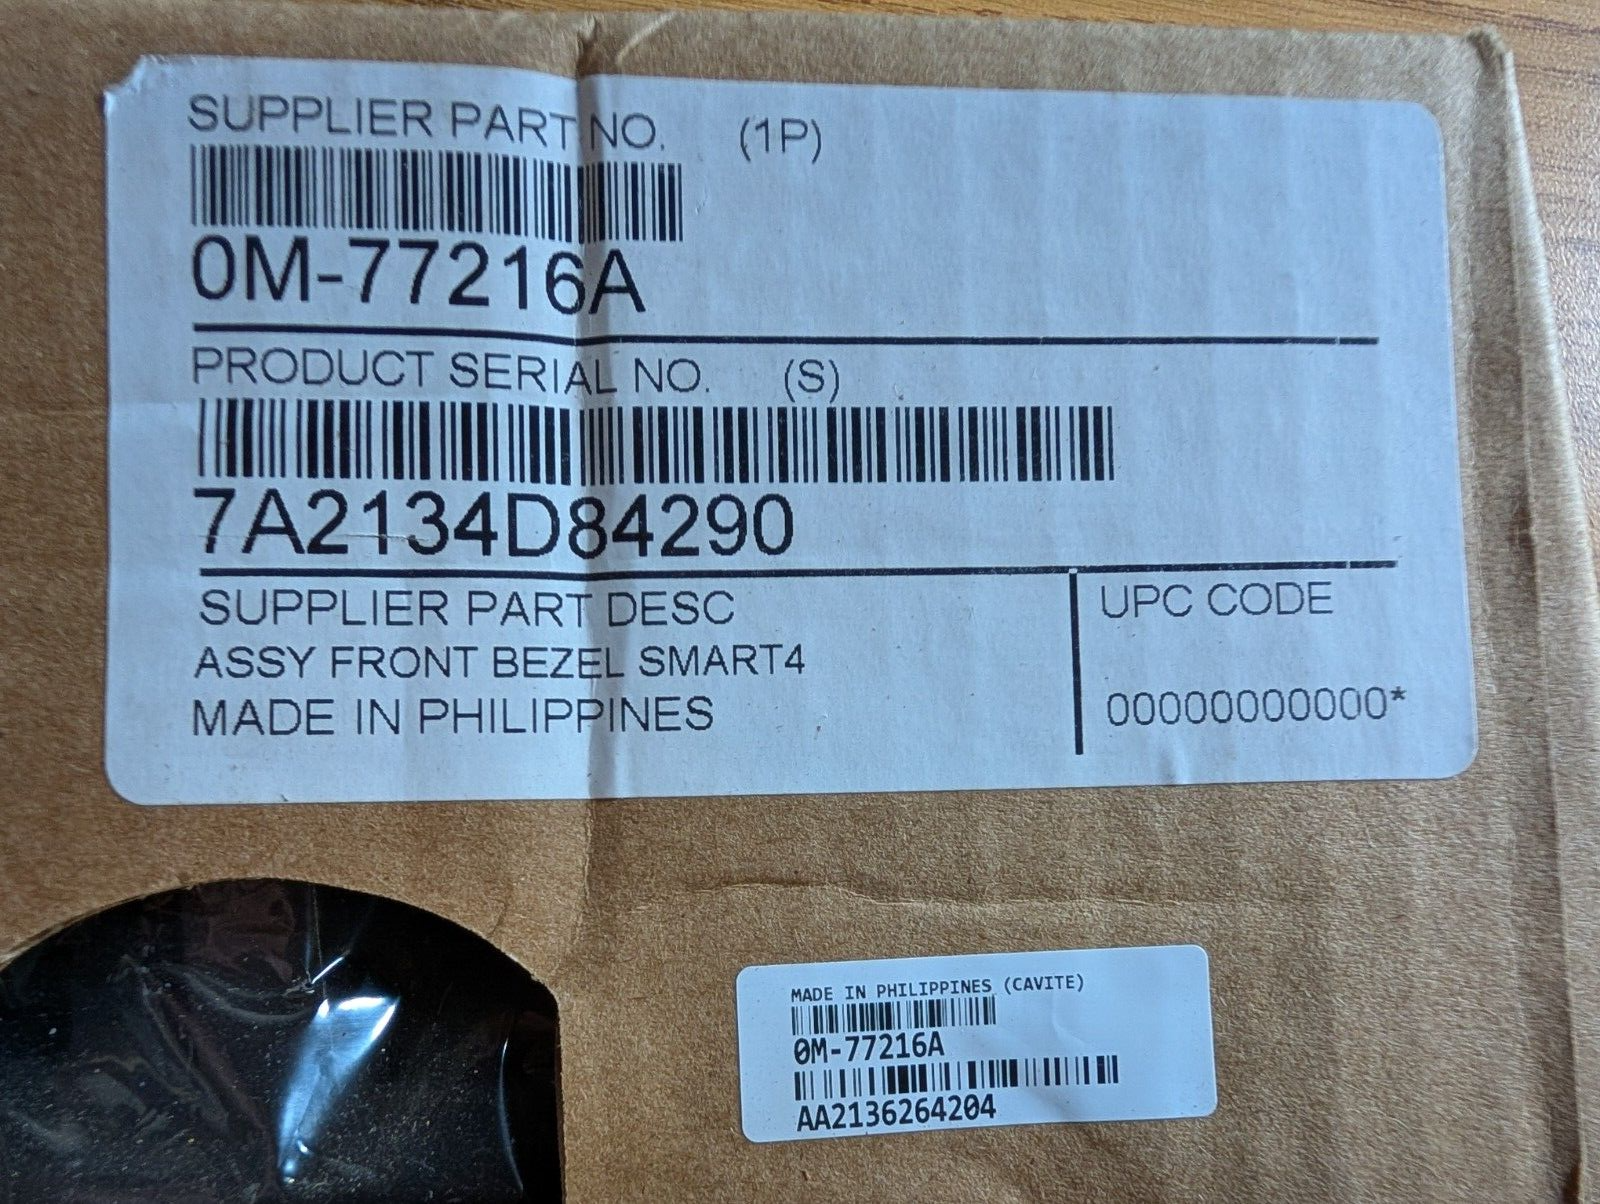 SUPPLIER PART NO. (1P)
0M-77216A
PRODUCT SERIAL NO. (S)
7A2134D84290
SUPPLIER PART DESC
ASSY FRONT BEZEL SMART4
MADE IN PHILIPPINES
UPC CODE
00000000000*
MADE IN PHILIPPINES (CAVITE)
0M-77216A
AA2136264204